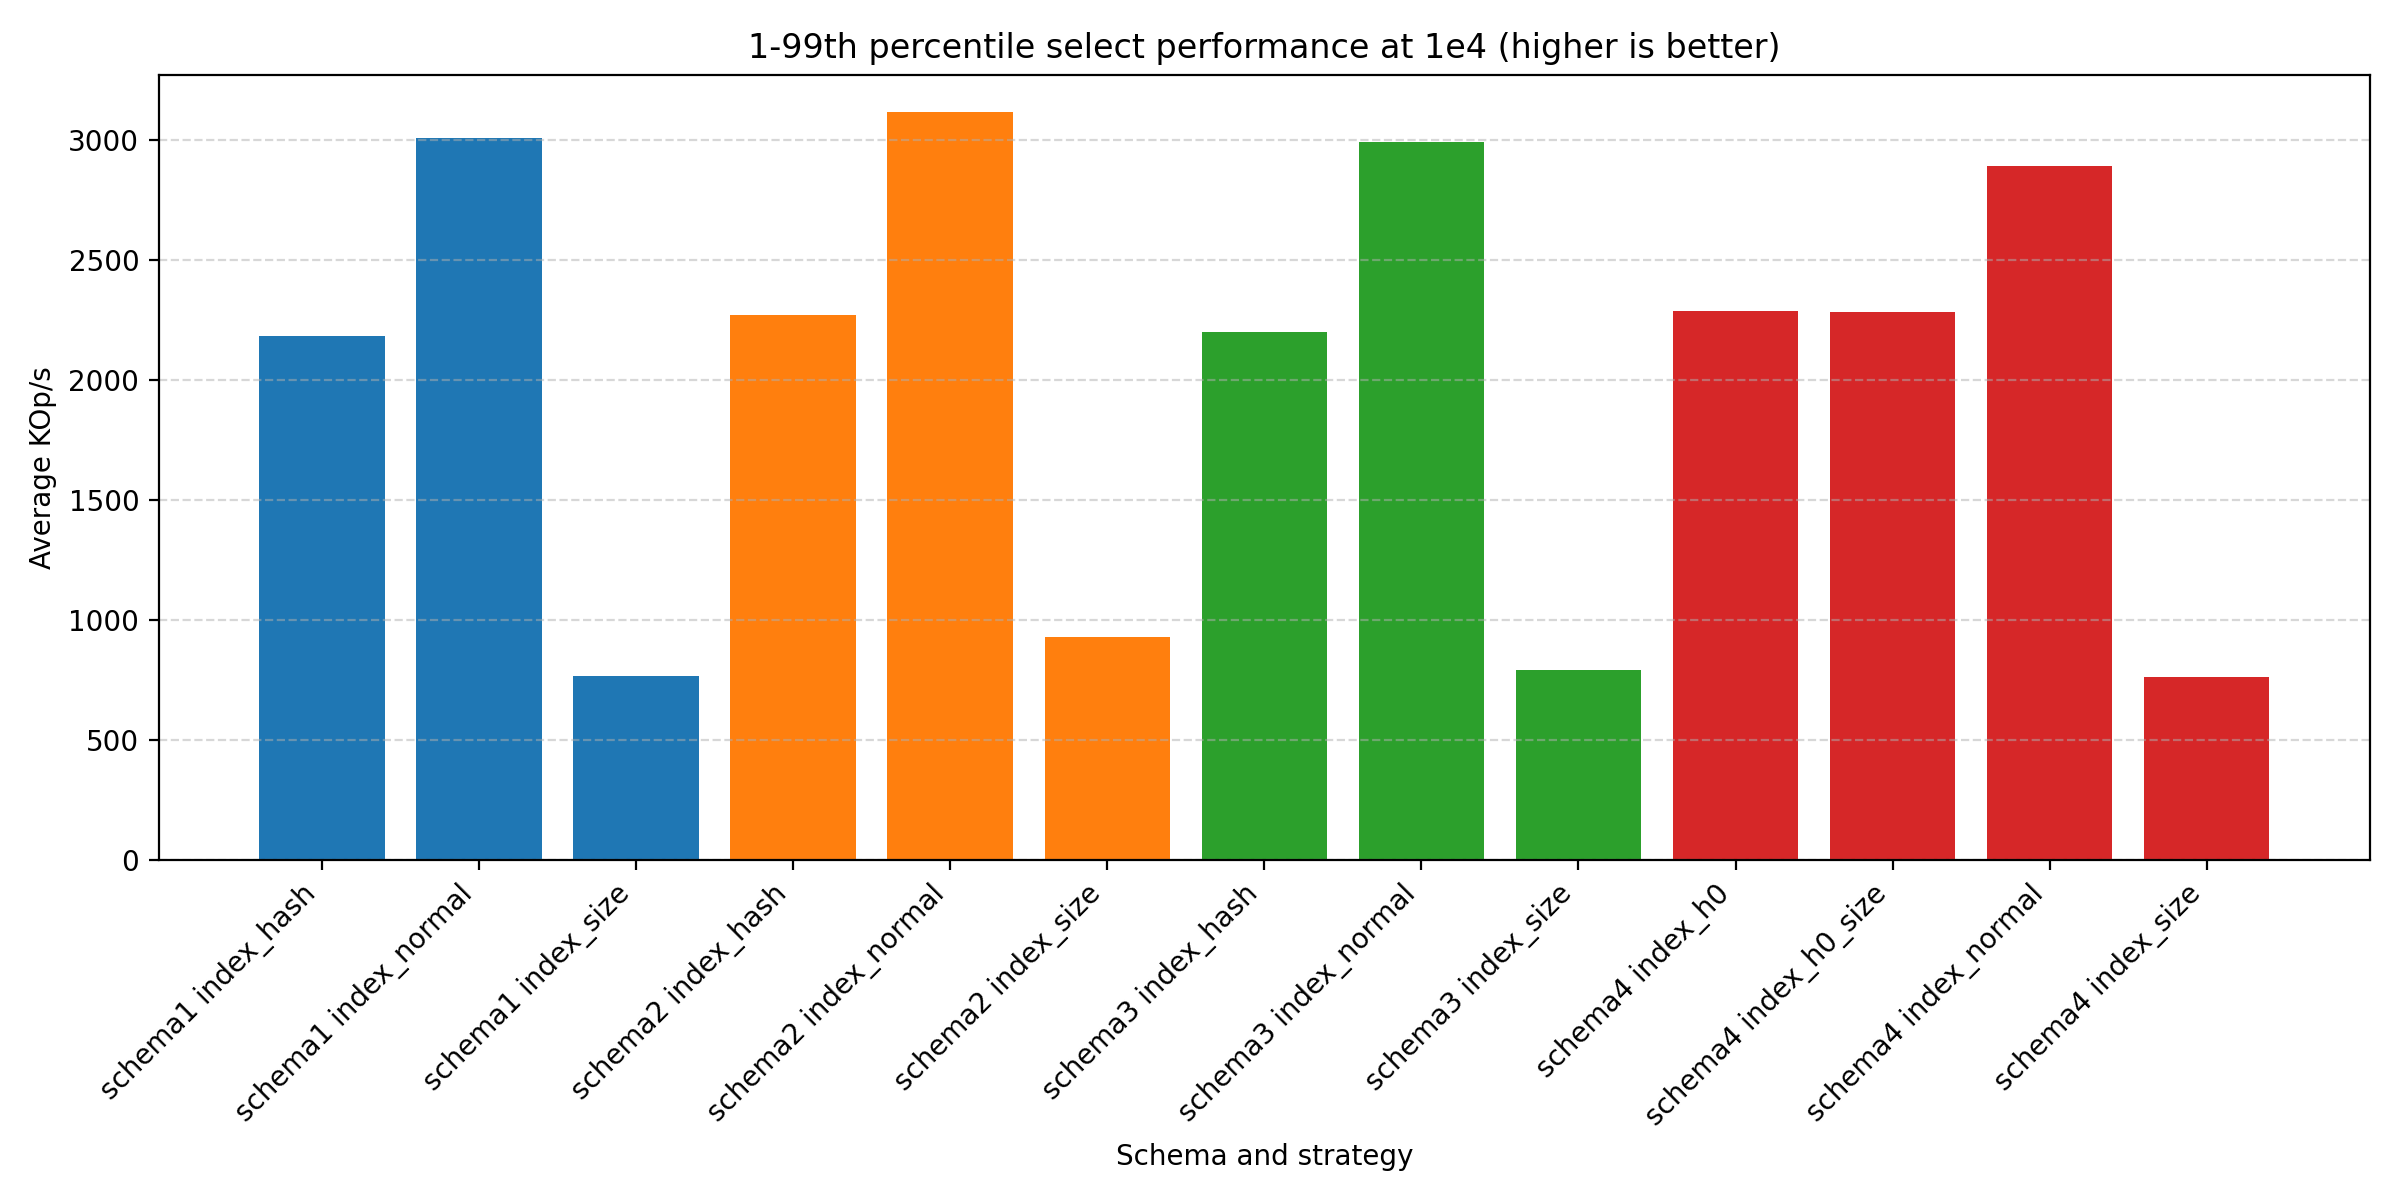 1-99th percentile select performance at 1e4 (higher is better)
Average KOp/s
3000
2500
2000
1500
1000
500
0
schema1 index_hash
schema1 index_normal
schema1 index_size
schema2 index_hash
schema2 index_normal
schema2 index_size
schema3 index_hash
schema3 index_normal
schema3 index_size
schema4 index_h0
schema4 index_h0_size
schema4 index_normal
schema4 index_size
Schema and strategy